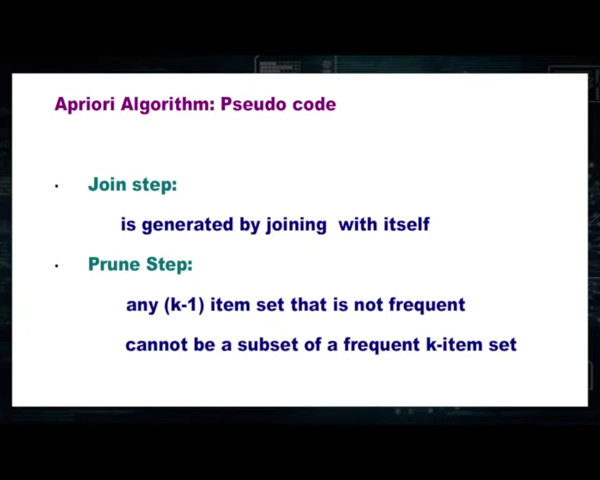 Apriori Algorithm: Pseudo code
· Join step:
is generated by joining with itself
· Prune Step:
any (k-1) item set that is not frequent
cannot be a subset of a frequent k-item set